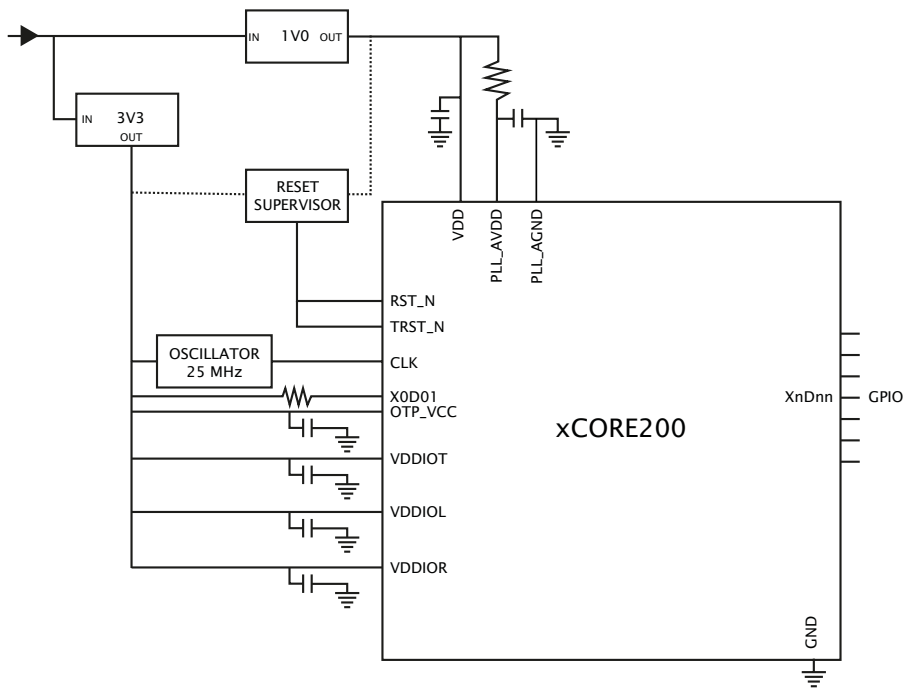 IN 1V0 OUT
IN 3V3
OUT
RESET
SUPERVISOR
VDD
PLL_AVDD
PLL_AGND
RST_N
TRST_N
OSCILLATOR
25 MHz
CLK
X0D01
OTP_VCC
XnDnn GPIO
xCORE200
VDDIOT
VDDIOL
VDDIOR
GND